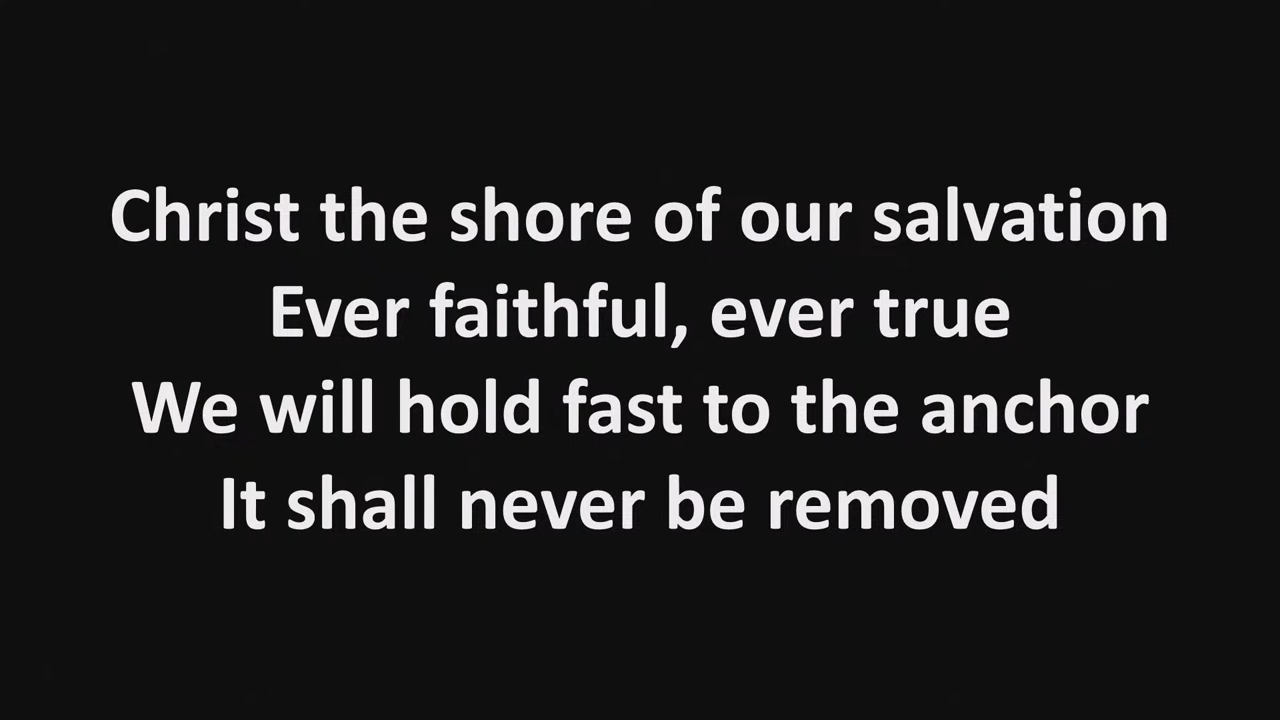 Christ the shore of our salvation
Ever faithful, ever true
We will hold fast to the anchor
It shall never be removed